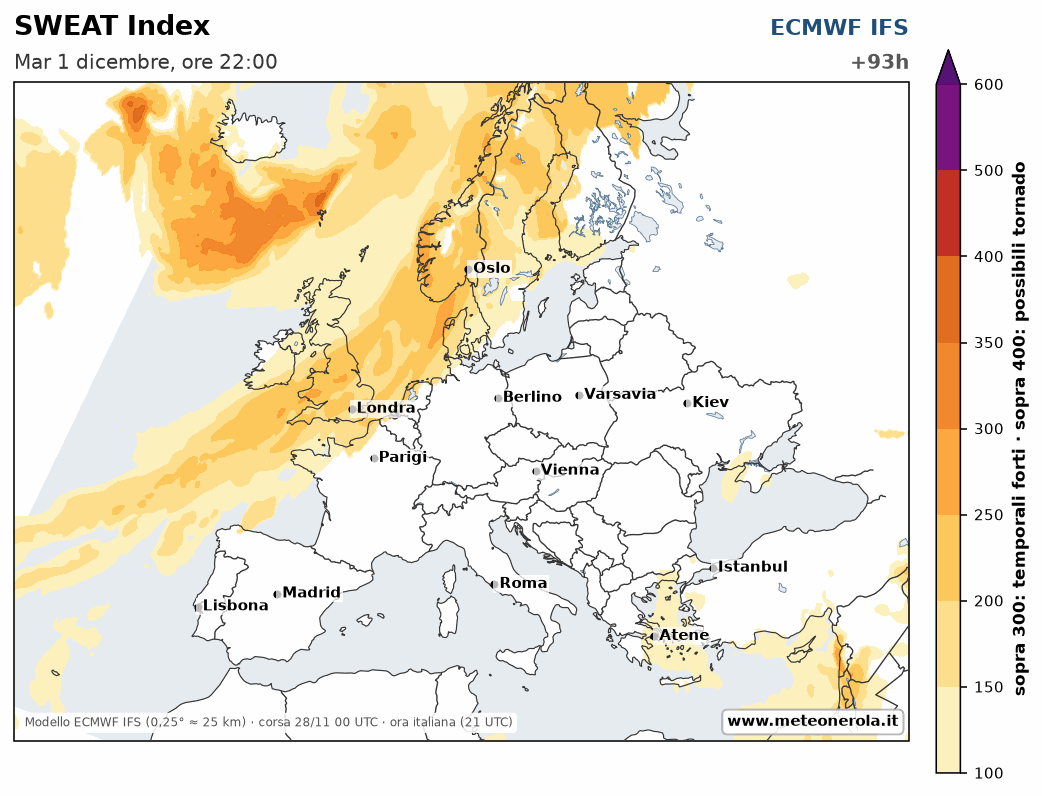 SWEAT Index
ECMWF IFS
Mar 1 dicembre, ore 22:00
+93h
600
500
400
350
300
250
200
150
100
sopra 300: temporali forti · sopra 400: possibili tornado
Oslo
Londra
Berlino
Varsavia
Kiev
Parigi
Vienna
Istanbul
Madrid
Roma
Lisbona
Atene
Modello ECMWF IFS (0,25° ≈ 25 km) · corsa 28/11 00 UTC · ora italiana (21 UTC)
www.meteonerola.it